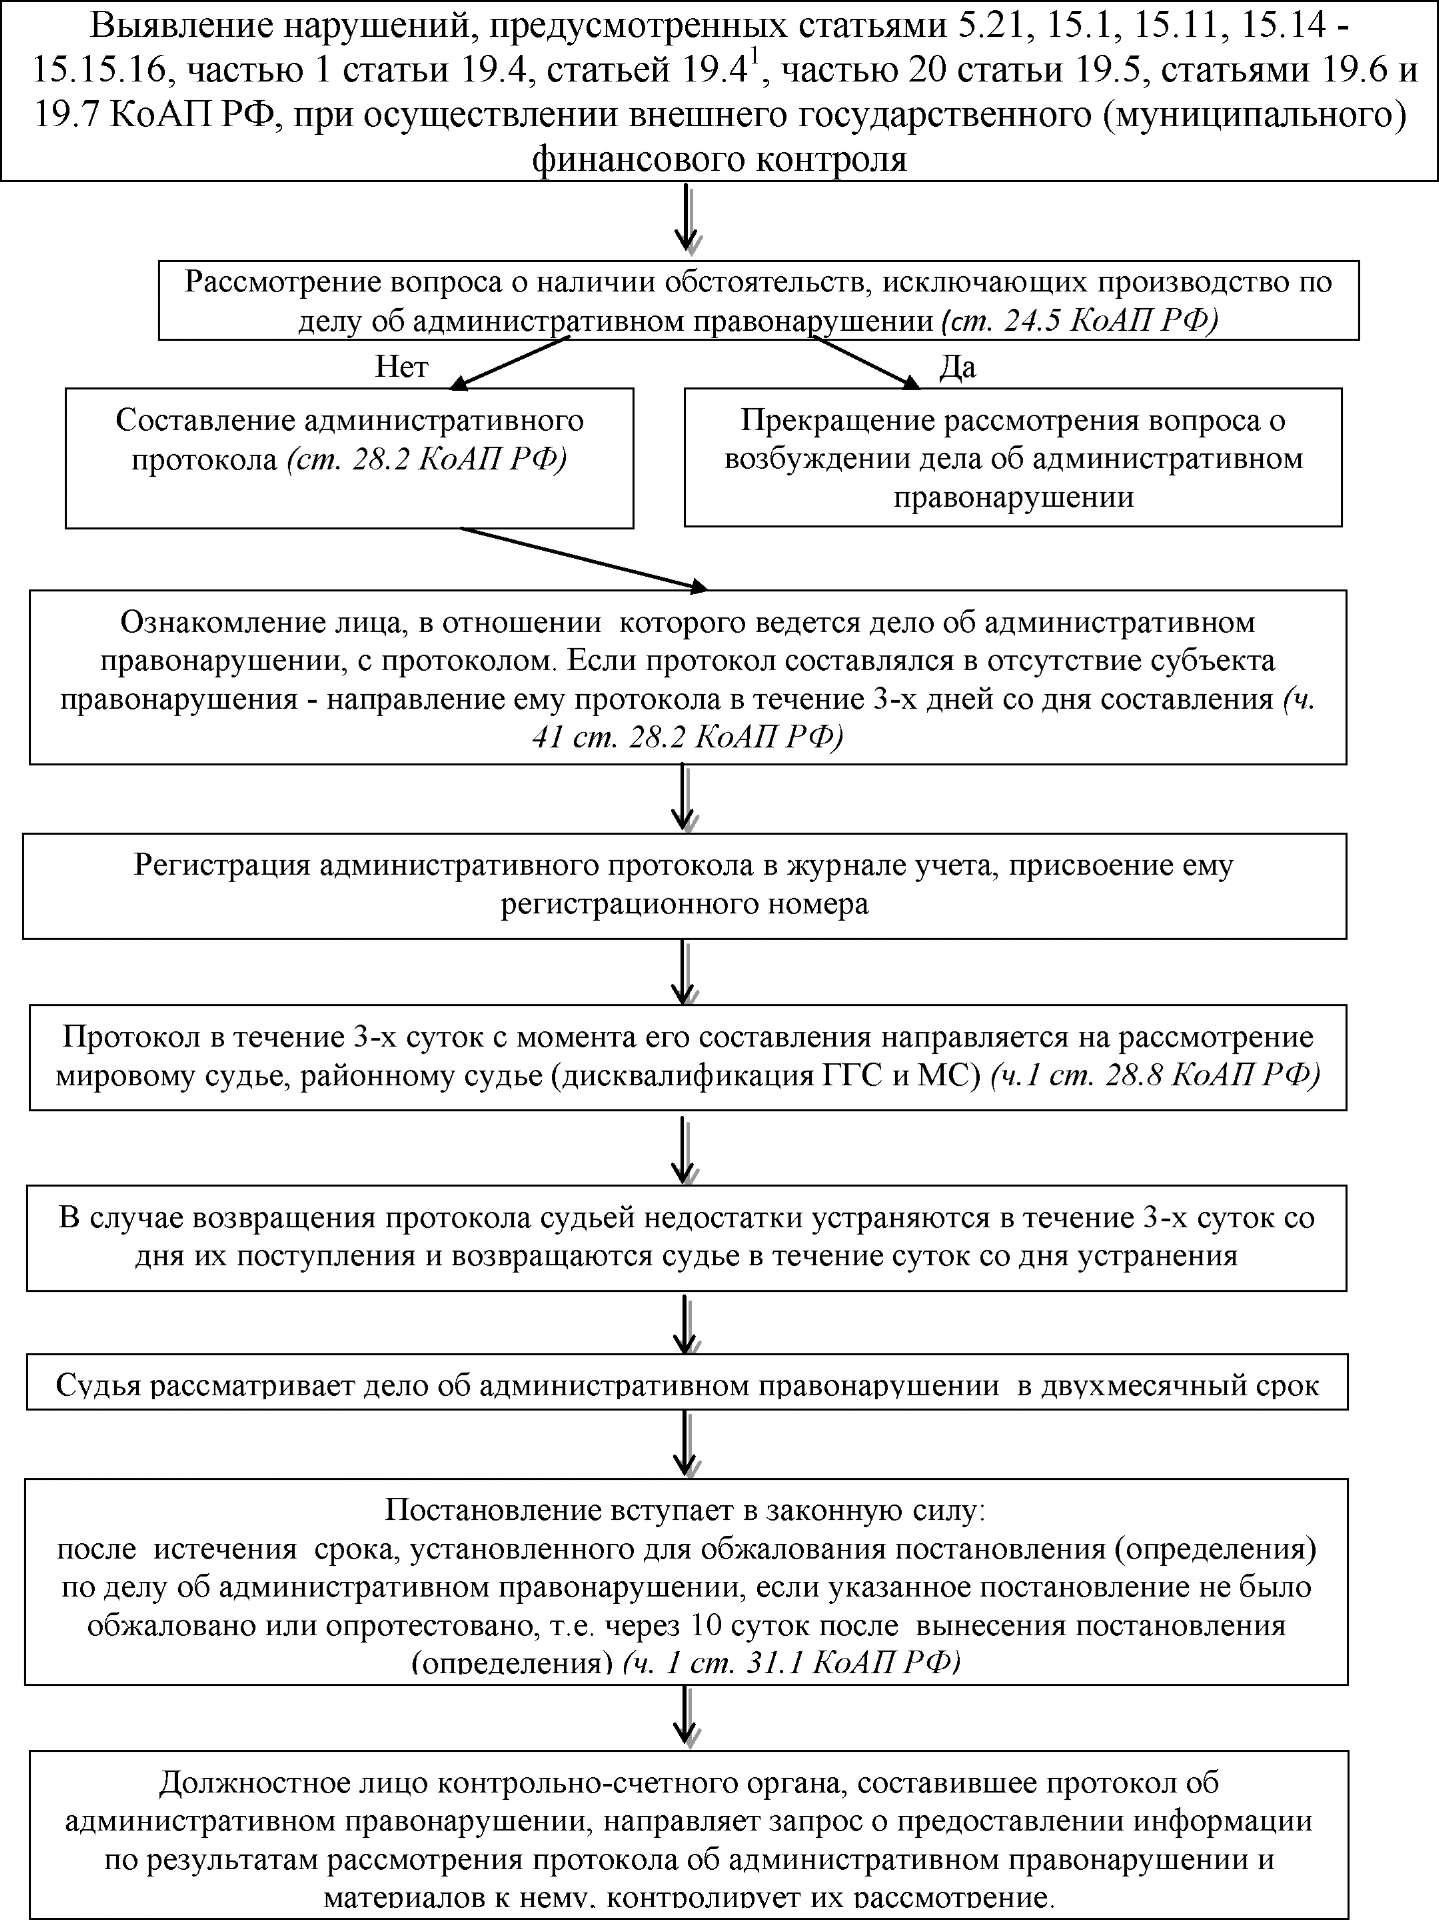 Выявление нарушений, предусмотренных статьями 5.21, 15.1, 15.11, 15.14 -
15.15.16, частью 1 статьи 19.4, статьей 19.4¹, частью 20 статьи 19.5, статьями 19.6 и
19.7 КоАП РФ, при осуществлении внешнего государственного (муниципального)
финансового контроля
Рассмотрение вопроса о наличии обстоятельств, исключающих производство по
делу об административном правонарушении (ст. 24.5 КоАП РФ)
Нет
Да
Составление административного
протокола (ст. 28.2 КоАП РФ)
Прекращение рассмотрения вопроса о
возбуждении дела об административном
правонарушении
Ознакомление лица, в отношении  которого ведется дело об административном
правонарушении, с протоколом. Если протокол составлялся в отсутствие субъекта
правонарушения - направление ему протокола в течение 3-х дней со дня составления (ч.
41 ст. 28.2 КоАП РФ)
Регистрация административного протокола в журнале учета, присвоение ему
регистрационного номера
Протокол в течение 3-х суток с момента его составления направляется на рассмотрение
мировому судье, районному судье (дисквалификация ГГС и МС) (ч.1 ст. 28.8 КоАП РФ)
В случае возвращения протокола судьей недостатки устраняются в течение 3-х суток со
дня их поступления и возвращаются судье в течение суток со дня устранения
Судья рассматривает дело об административном правонарушении  в двухмесячный срок
Постановление вступает в законную силу:
после  истечения  срока, установленного для обжалования постановления (определения)
по делу об административном правонарушении, если указанное постановление не было
обжаловано или опротестовано, т.е. через 10 суток после  вынесения постановления
(определения) (ч. 1 ст. 31.1 КоАП РФ)
Должностное лицо контрольно-счетного органа, составившее протокол об
административном правонарушении, направляет запрос о предоставлении информации
по результатам рассмотрения протокола об административном правонарушении и
материалов к нему, контролирует их рассмотрение.